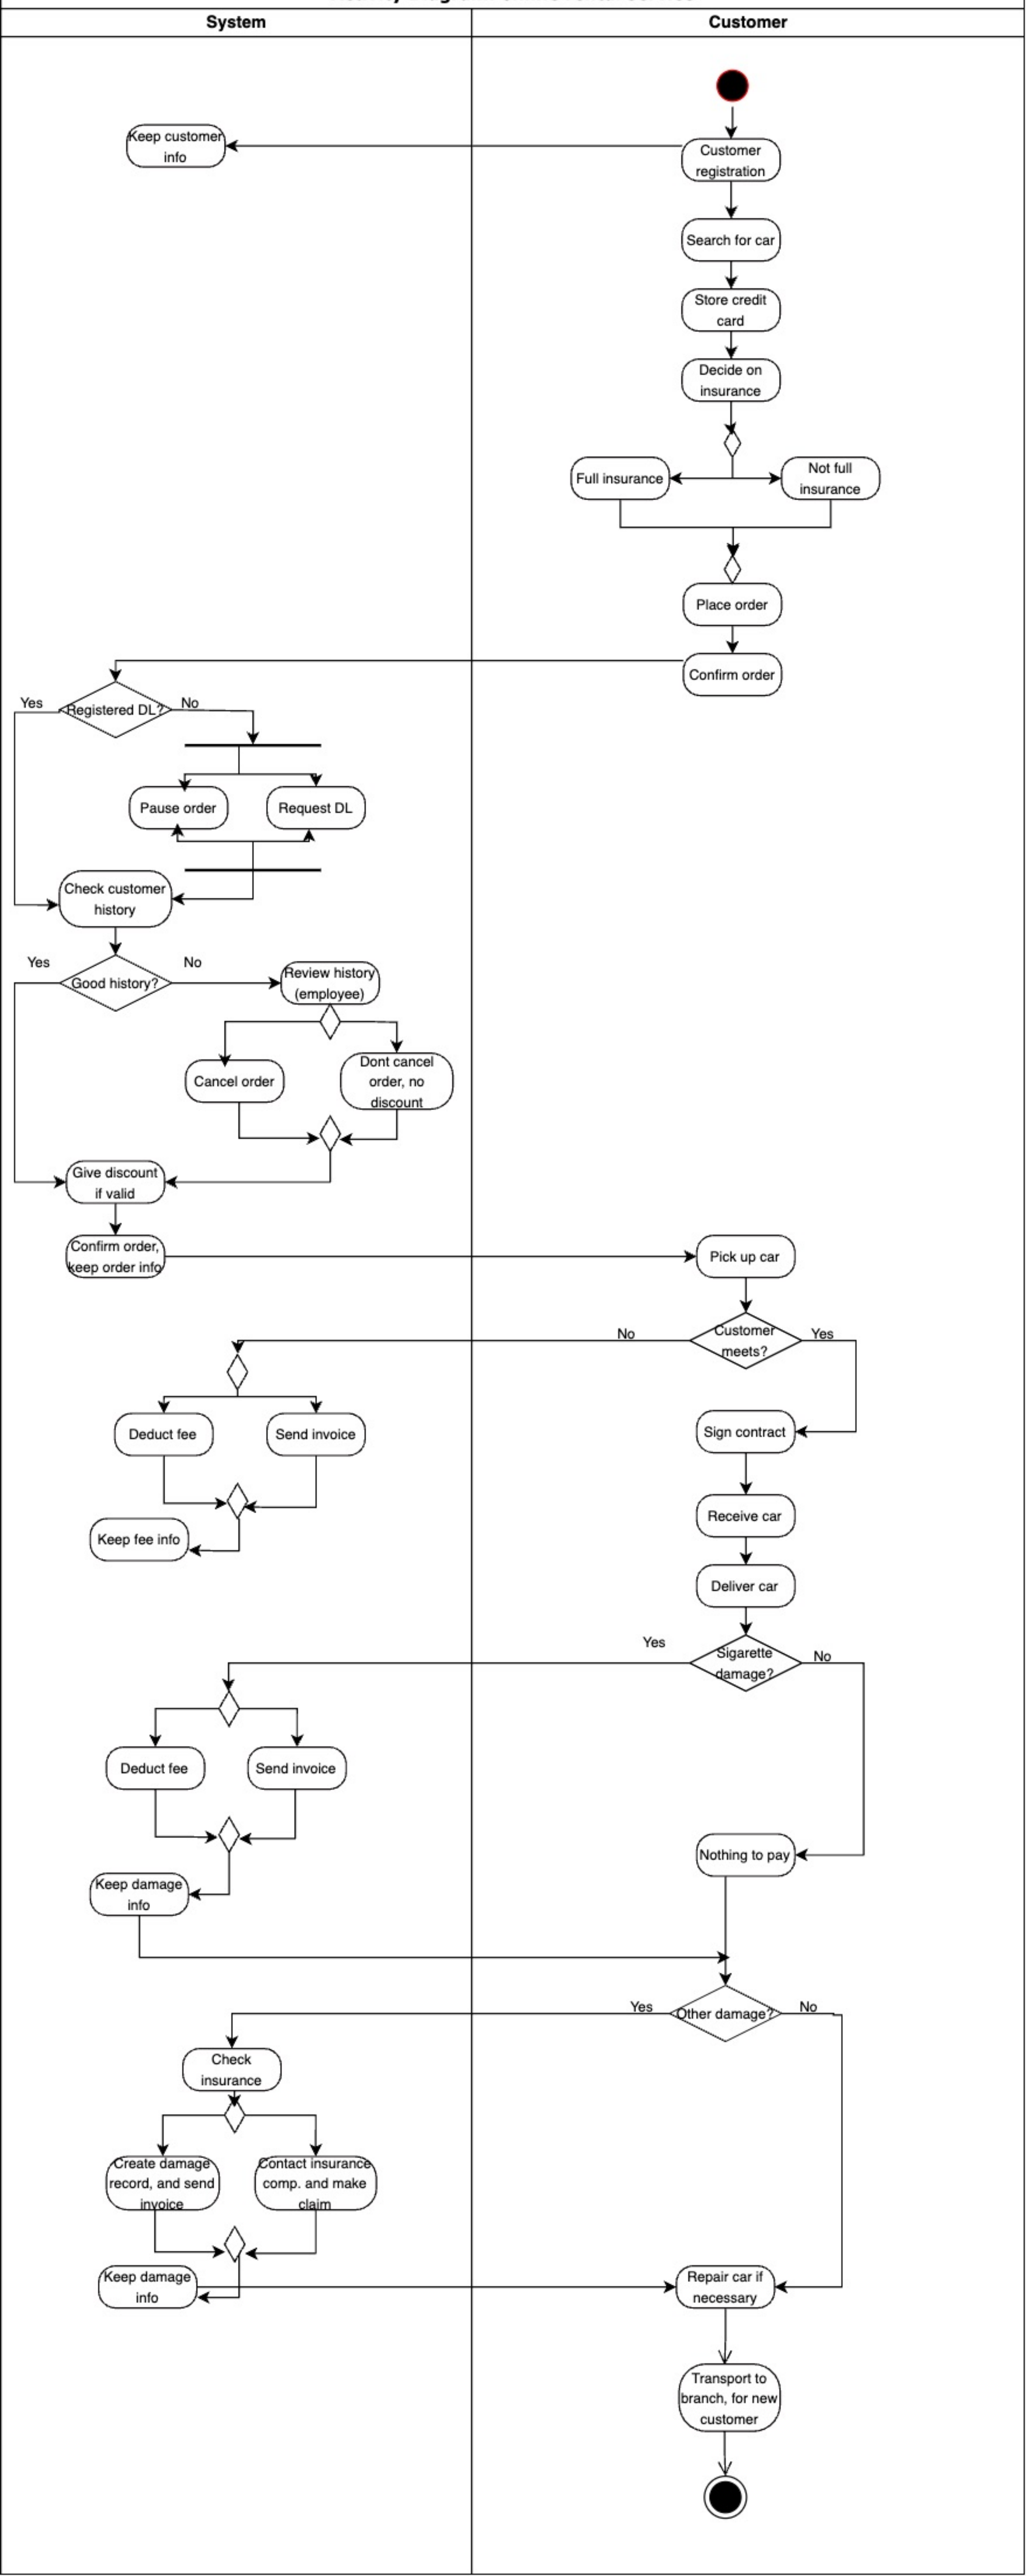 System
Customer
Keep customer
info
Customer
registration
Search for car
Store credit
card
Decide on
insurance
Full insurance
Not full
insurance
Place order
Confirm order
Yes
Registered DL?
No
Pause order
Request DL
Check customer
history
Yes
Good history?
No
Review history
(employee)
Cancel order
Dont cancel
order, no
discount
Give discount
if valid
Confirm order,
keep order info
Pick up car
No
Customer
meets?
Yes
Deduct fee
Send invoice
Sign contract
Keep fee info
Receive car
Deliver car
Yes
Sigarette
damage?
No
Deduct fee
Send invoice
Nothing to pay
Keep damage
info
Yes
Other damage?
No
Check
insurance
Create damage
record, and send
invoice
Contact insurance
comp. and make
claim
Keep damage
info
Repair car if
necessary
Transport to
branch, for new
customer